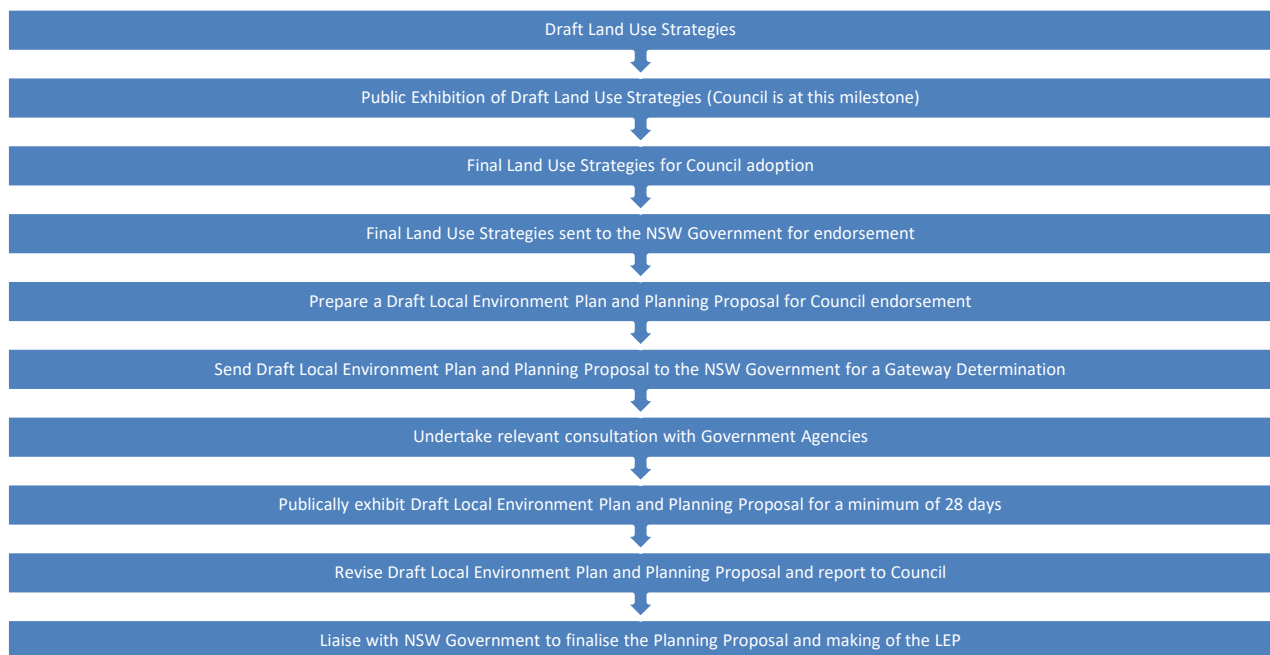 Draft Land Use Strategies
Public Exhibition of Draft Land Use Strategies (Council is at this milestone)
Final Land Use Strategies for Council adoption
Final Land Use Strategies sent to the NSW Government for endorsement
Prepare a Draft Local Environment Plan and Planning Proposal for Council endorsement
Send Draft Local Environment Plan and Planning Proposal to the NSW Government for a Gateway Determination
Undertake relevant consultation with Government Agencies
Publically exhibit Draft Local Environment Plan and Planning Proposal for a minimum of 28 days
Revise Draft Local Environment Plan and Planning Proposal and report to Council
Liaise with NSW Government to finalise the Planning Proposal and making of the LEP